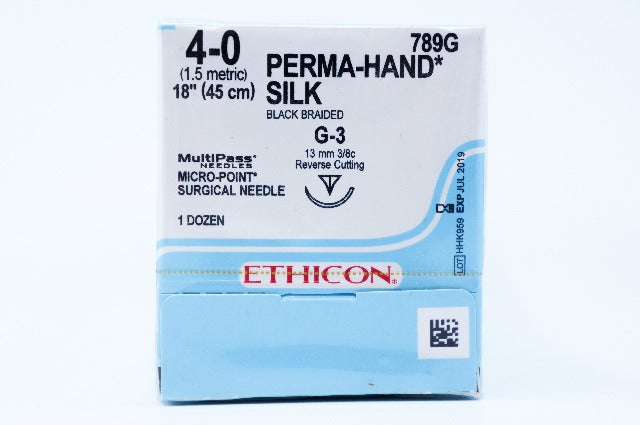 4-0
(1.5 metric)
18" (45 cm)
789G
PERMA-HAND*
SILK
BLACK BRAIDED
G-3
13 mm 3/8c
Reverse Cutting
MultiPass*
NEEDLES
MICRO-POINT*
SURGICAL NEEDLE
1 DOZEN
LOT HHK959 EXP JUL 2019
ETHICON*